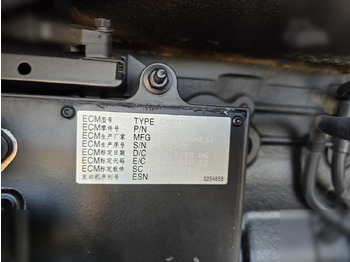 ECM型号 TYPE
ECM零件号 P/N
ECM生产厂家 MFG
ECM生产序号 S/N
ECM标定日期 D/C
ECM标定代码 E/C
ECM标定软件 SC
发动机序列号 ESN 5254858